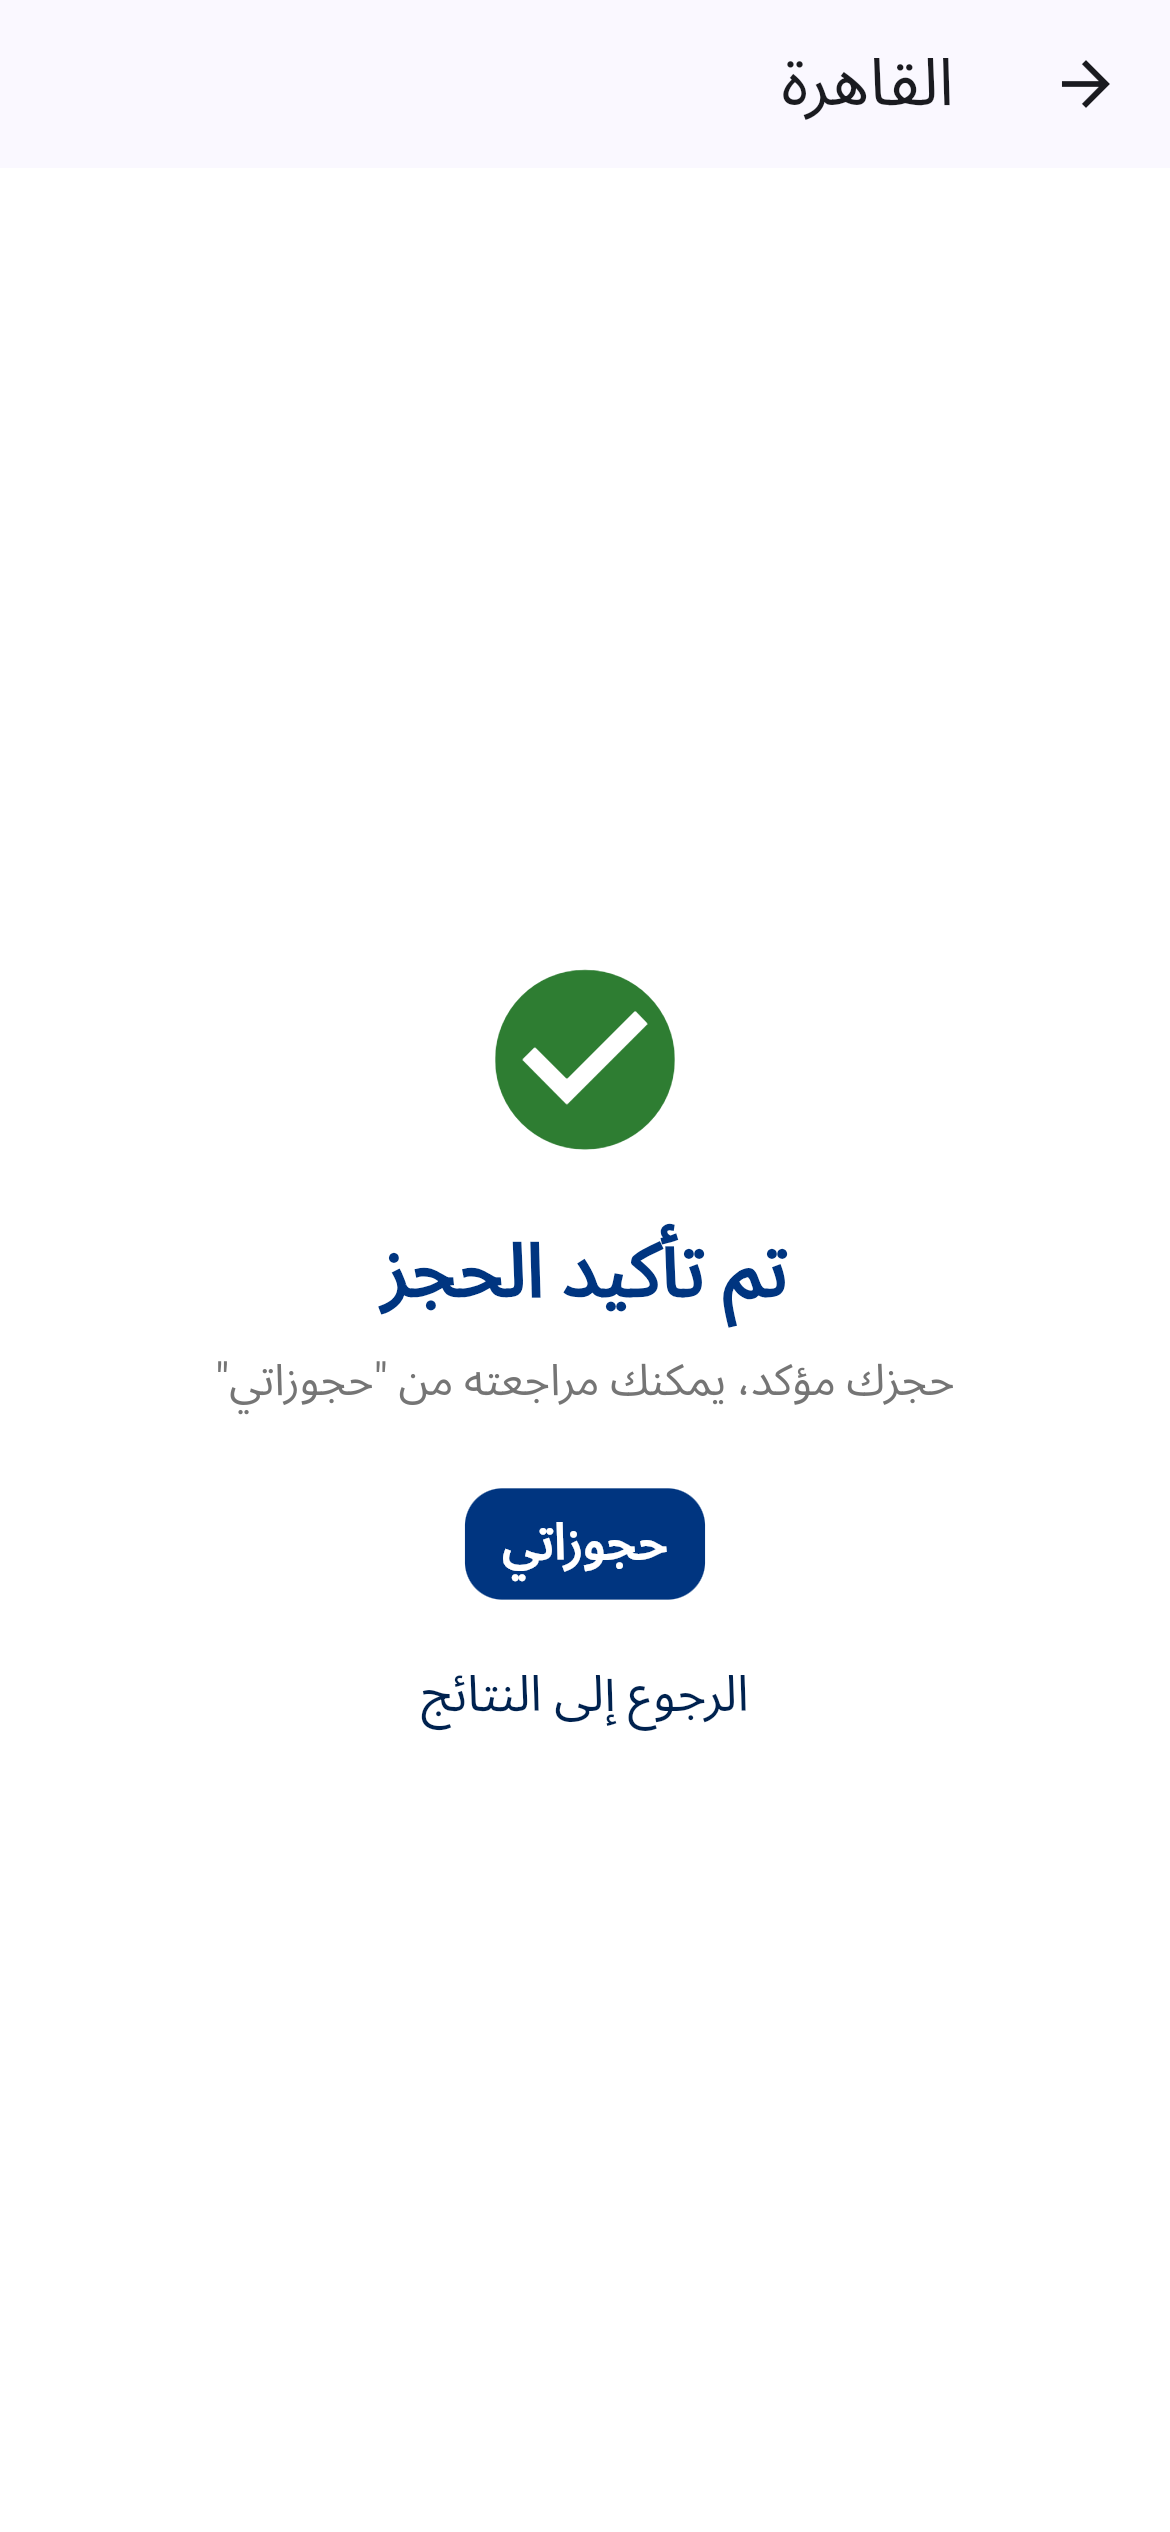 القاهرة
تم تأكيد الحجز
حجزك مؤكد، يمكنك مراجعته من "حجوزاتي"
حجوزاتي
الرجوع إلى النتائج